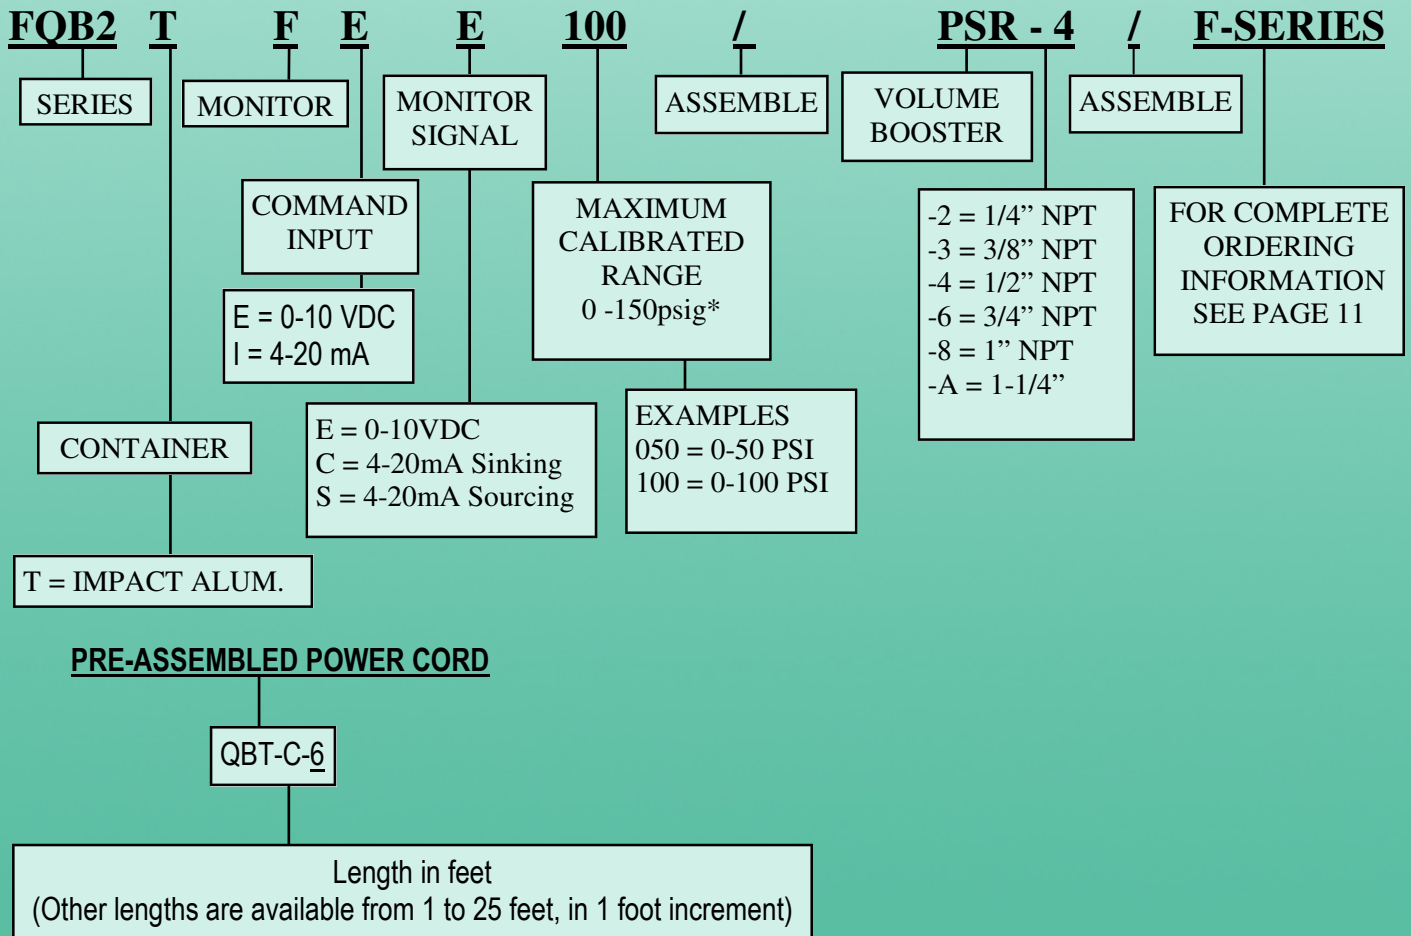 FQB2 T F E E 100 / PSR - 4 / F-SERIES
SERIES
MONITOR
MONITOR
SIGNAL
ASSEMBLE
VOLUME
BOOSTER
ASSEMBLE
COMMAND
INPUT
MAXIMUM
CALIBRATED
RANGE
0 -150psig*
-2 = 1/4” NPT
-3 = 3/8” NPT
-4 = 1/2” NPT
-6 = 3/4” NPT
-8 = 1” NPT
-A = 1-1/4”
FOR COMPLETE
ORDERING
INFORMATION
SEE PAGE 11
E = 0-10 VDC
I = 4-20 mA
CONTAINER
E = 0-10VDC
C = 4-20mA Sinking
S = 4-20mA Sourcing
EXAMPLES
050 = 0-50 PSI
100 = 0-100 PSI
T = IMPACT ALUM.
PRE-ASSEMBLED POWER CORD
QBT-C-6
Length in feet
(Other lengths are available from 1 to 25 feet, in 1 foot increment)